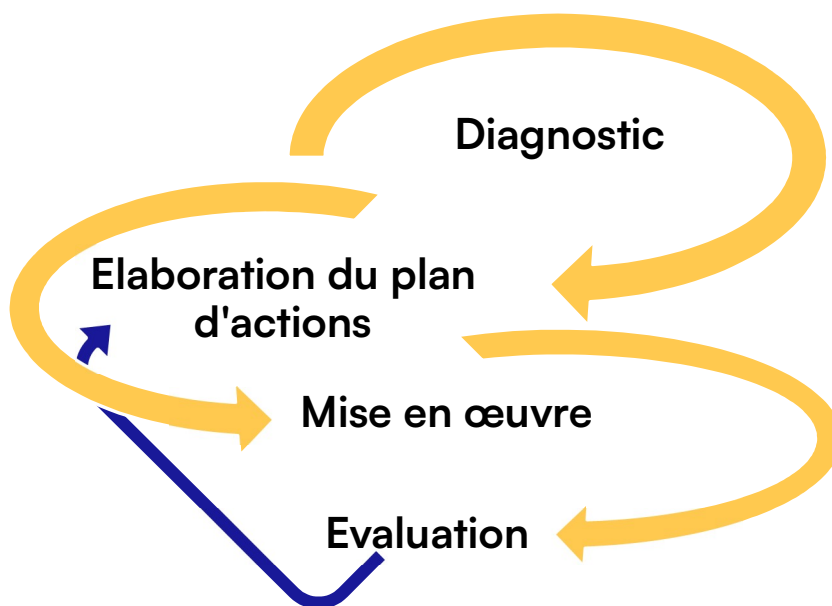 Diagnostic
Elaboration du plan
d'actions
Mise en œuvre
Evaluation